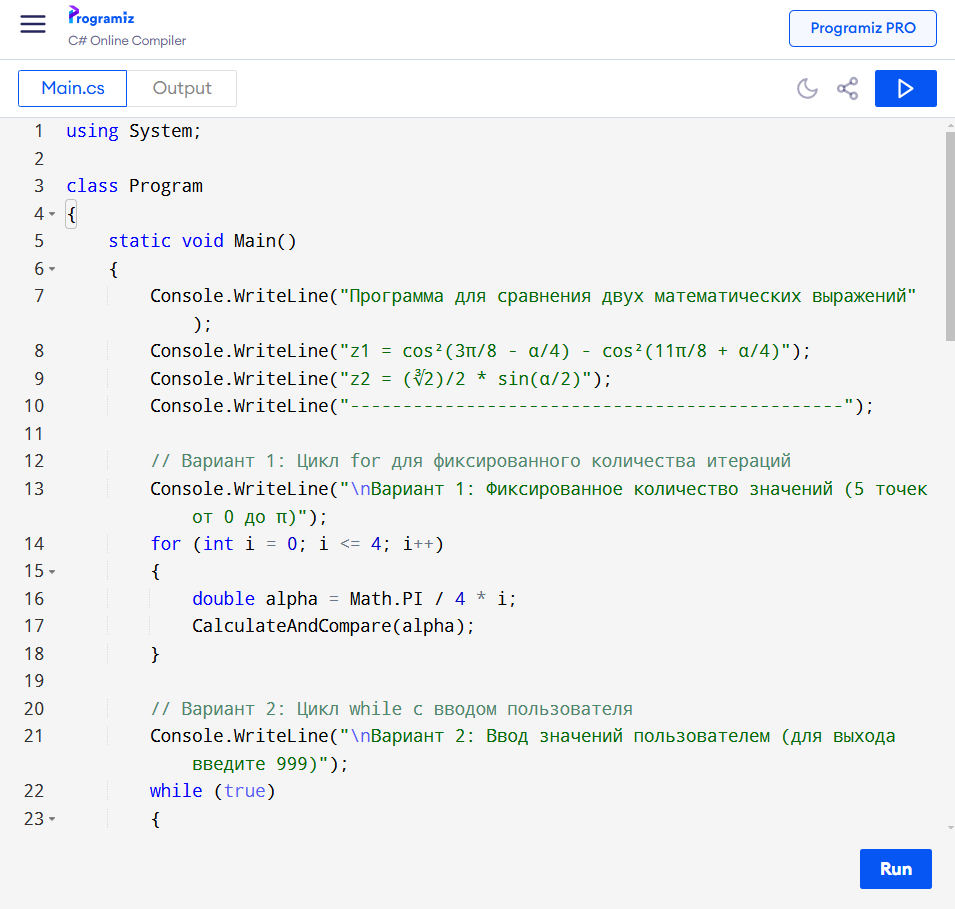 Programiz
C# Online Compiler
Programiz PRO
Main.cs
Output
1 using System;
2
3 class Program
4 {
5 static void Main()
6 {
7 Console.WriteLine("Программа для сравнения двух математических выражений"
);
8 Console.WriteLine("z1 = cos²(3π/8 - α/4) - cos²(11π/8 + α/4)");
9 Console.WriteLine("z2 = (∛2)/2 * sin(α/2)");
10 Console.WriteLine("-----------------------------------------------");
11
12 // Вариант 1: Цикл for для фиксированного количества итераций
13 Console.WriteLine("\nВариант 1: Фиксированное количество значений (5 точек
от 0 до π)");
14 for (int i = 0; i <= 4; i++)
15 {
16 double alpha = Math.PI / 4 * i;
17 CalculateAndCompare(alpha);
18 }
19
20 // Вариант 2: Цикл while с вводом пользователя
21 Console.WriteLine("\nВариант 2: Ввод значений пользователем (для выхода
введите 999)");
22 while (true)
23 {
Run